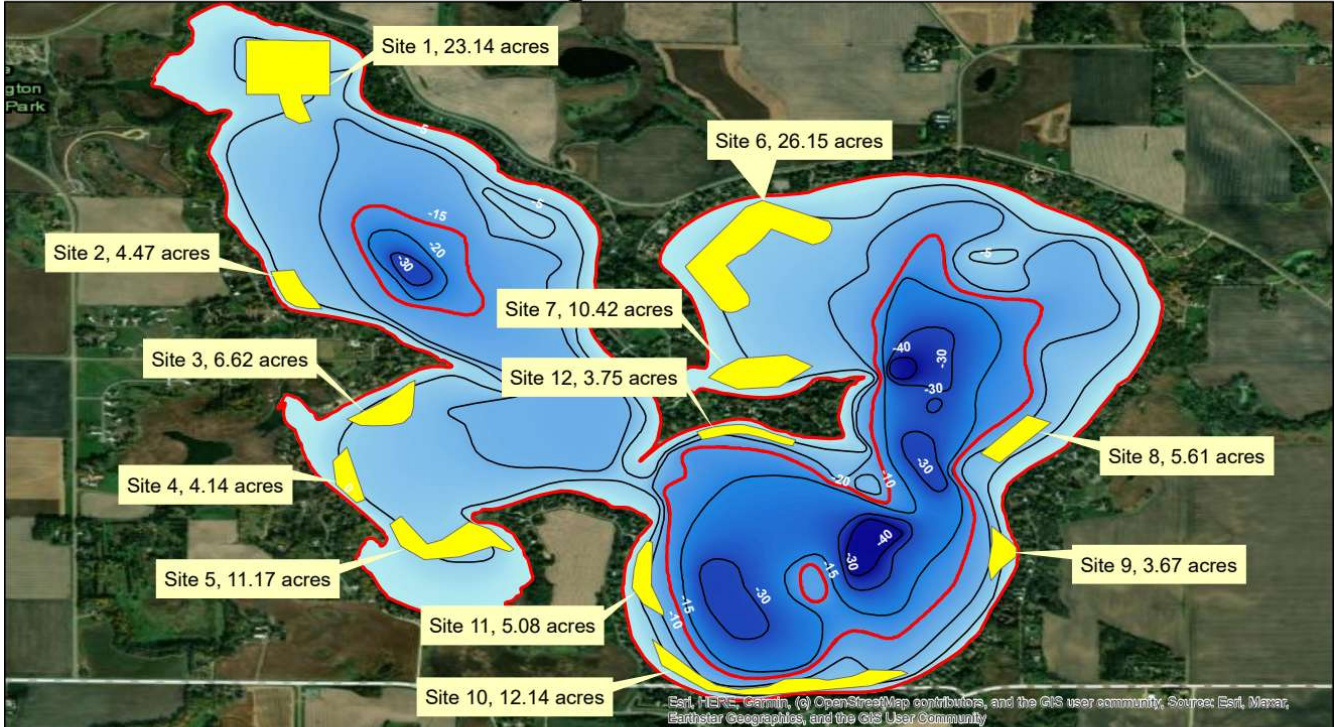 Site 1, 23.14 acres
gton
Park
-5
Site 6, 26.15 acres
-5
-15
-20
-30
Site 2, 4.47 acres
-5
Site 7, 10.42 acres
Site 3, 6.62 acres
-40
-30
-30
Site 12, 3.75 acres
Site 8, 5.61 acres
-30
-20
-10
Site 4, 4.14 acres
-40
-30
Site 9, 3.67 acres
-15
Site 5, 11.17 acres
-30
-15
-10
Site 11, 5.08 acres
Site 10, 12.14 acres
Esri, HERE, Garmin, (c) OpenStreetMap contributors, and the GIS user community, Source: Esri, Maxar,
Earthstar Geographics, and the GIS User Community